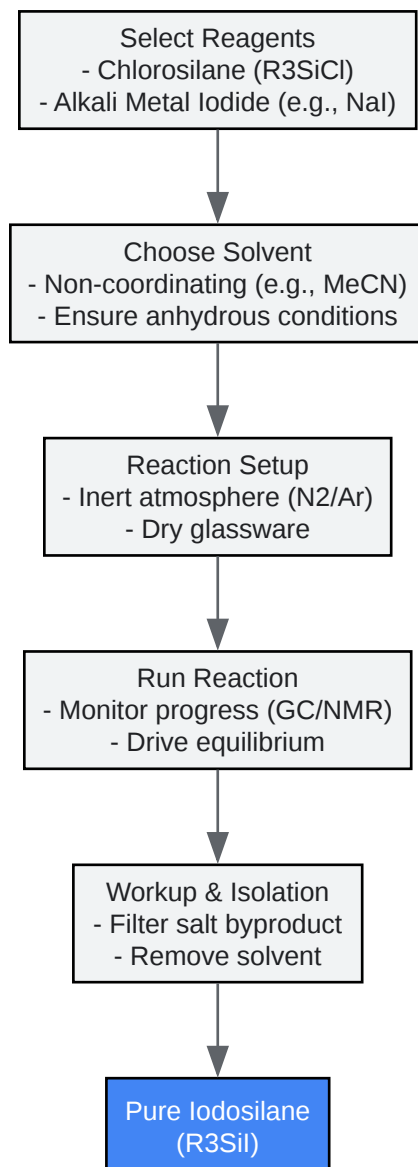 Select Reagents
- Chlorosilane (R3SiCl)
- Alkali Metal Iodide (e.g., NaI)
Choose Solvent
- Non-coordinating (e.g., MeCN)
- Ensure anhydrous conditions
Reaction Setup
- Inert atmosphere (N2/Ar)
- Dry glassware
Run Reaction
- Monitor progress (GC/NMR)
- Drive equilibrium
Workup & Isolation
- Filter salt byproduct
- Remove solvent
Pure Iodosilane
(R3SiI)